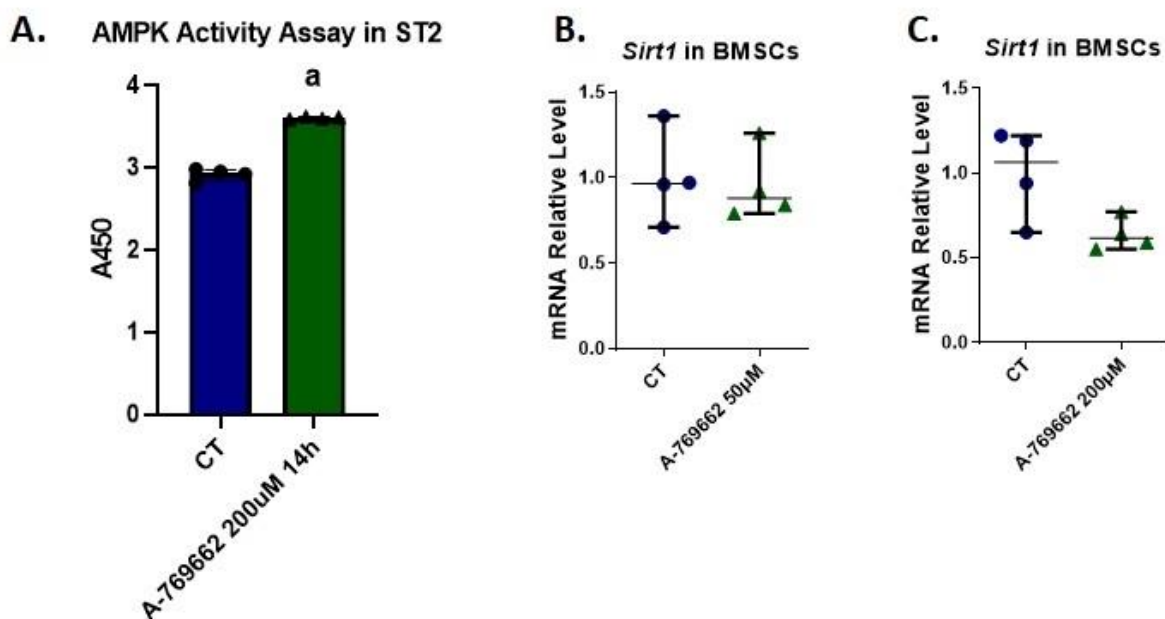 A.
AMPK Activity Assay in ST2
a
4
3
2
1
0
A450
CT
A-769662 200uM 14h
B.
Sirt1 in BMSCs
1.5
1.0
0.5
0.0
mRNA Relative Level
CT
A-769662 50µM
C.
Sirt1 in BMSCs
1.5
1.0
0.5
0.0
mRNA Relative Level
CT
A-769662 200µM